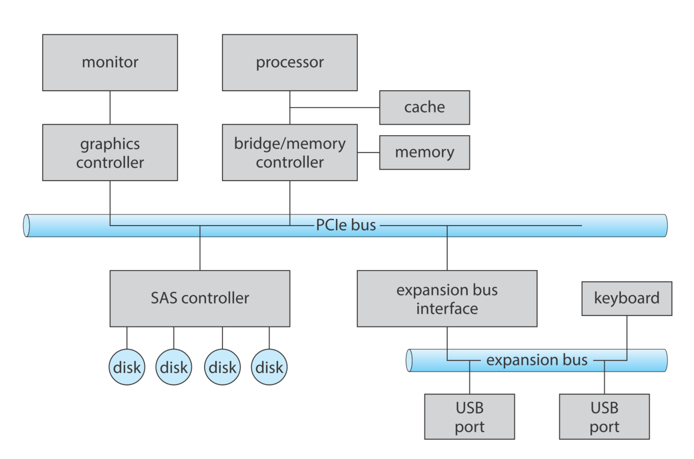 monitor
processor
cache
graphics
controller
bridge/memory
controller
memory
PCIe bus
SAS controller
expansion bus
interface
keyboard
disk
disk
disk
disk
expansion bus
USB
port
USB
port